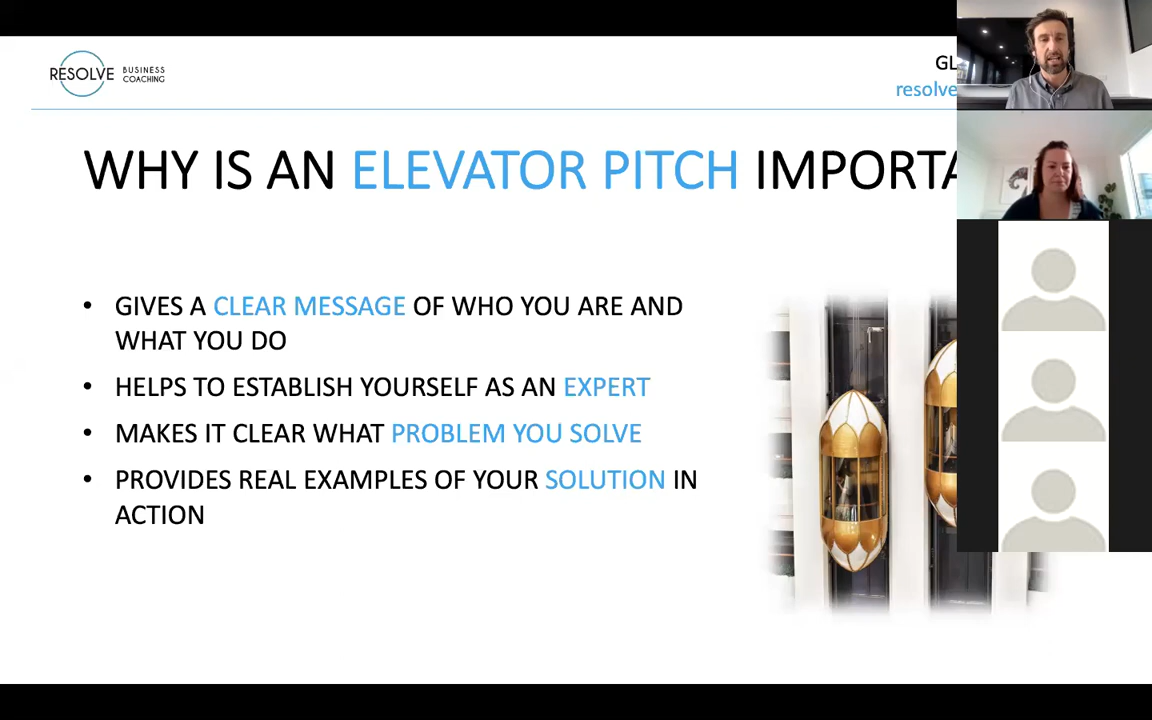 RESOLVE BUSINESS COACHING
GL
resolve
WHY IS AN ELEVATOR PITCH IMPORTA
• GIVES A CLEAR MESSAGE OF WHO YOU ARE AND
WHAT YOU DO
• HELPS TO ESTABLISH YOURSELF AS AN EXPERT
• MAKES IT CLEAR WHAT PROBLEM YOU SOLVE
• PROVIDES REAL EXAMPLES OF YOUR SOLUTION IN
ACTION